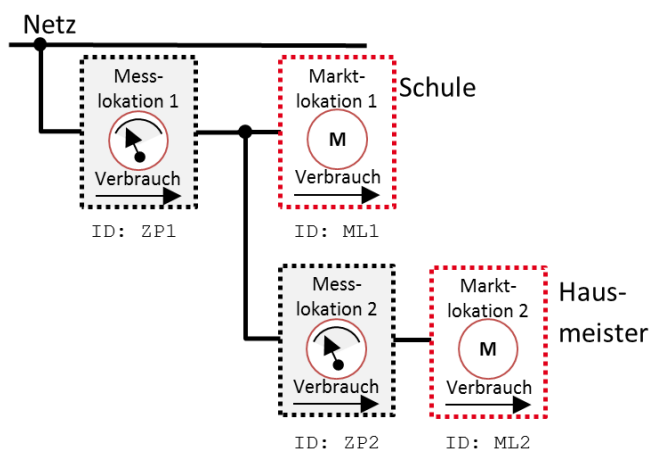 Netz
Mess-
lokation 1
Verbrauch
ID: ZP1
Markt-
lokation 1
M
Verbrauch
ID: ML1
Schule
Mess-
lokation 2
Verbrauch
ID: ZP2
Markt-
lokation 2
M
Verbrauch
ID: ML2
Haus-
meister